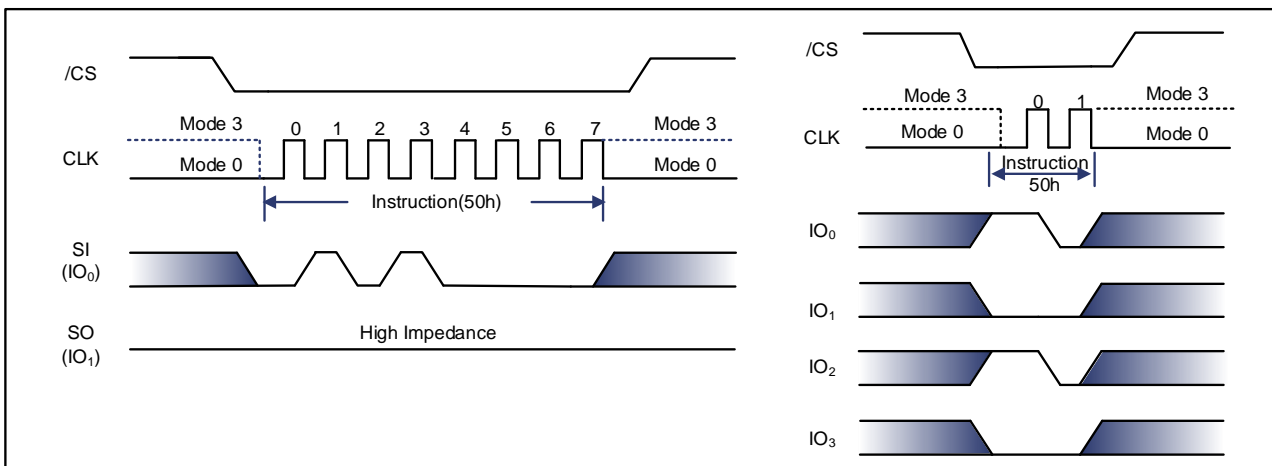 /CS
Mode 3
0 1 2 3 4 5 6 7
Mode 3
CLK
Mode 0
Mode 0
Instruction(50h)
SI
(IO₀)
SO
(IO₁)
High Impedance
/CS
Mode 3
0 1
Mode 3
CLK
Mode 0
Mode 0
Instruction
50h
IO₀
IO₁
IO₂
IO₃